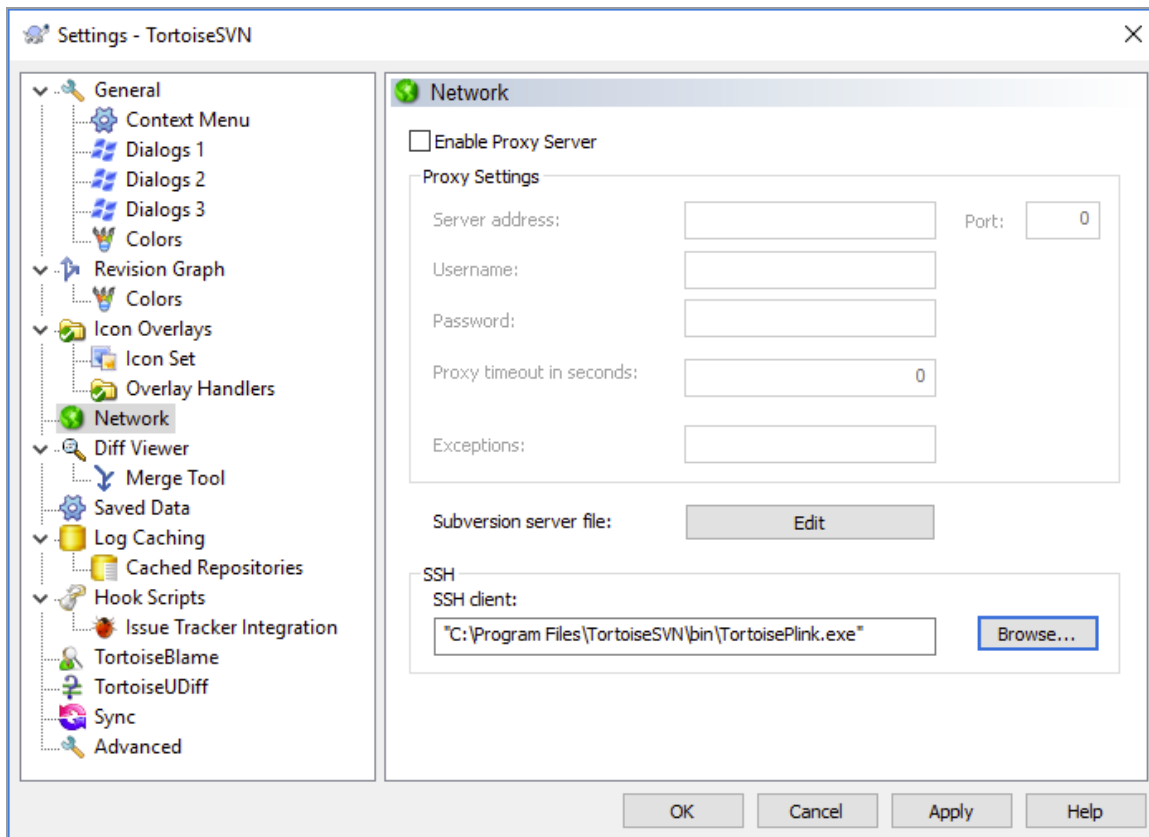 Settings - TortoiseSVN
General
Context Menu
Dialogs 1
Dialogs 2
Dialogs 3
Colors
Revision Graph
Colors
Icon Overlays
Icon Set
Overlay Handlers
Network
Diff Viewer
Merge Tool
Saved Data
Log Caching
Cached Repositories
Hook Scripts
Issue Tracker Integration
TortoiseBlame
TortoiseUDiff
Sync
Advanced
Network
Enable Proxy Server
Proxy Settings
Server address:
Port: 0
Username:
Password:
Proxy timeout in seconds: 0
Exceptions:
Subversion server file: Edit
SSH
SSH client:
"C:\Program Files\TortoiseSVN\bin\TortoisePlink.exe" Browse...
OK Cancel Apply Help